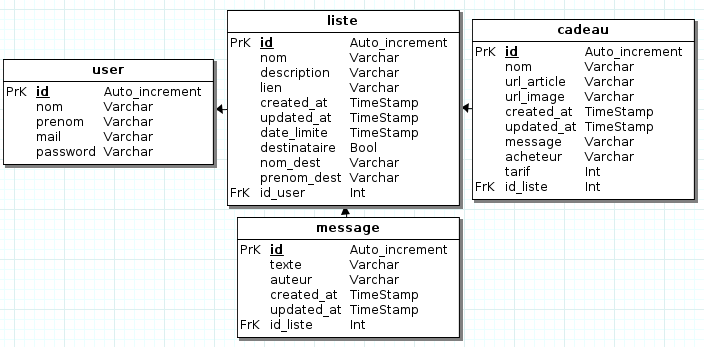 user
PrK id Auto_increment
nom Varchar
prenom Varchar
mail Varchar
password Varchar
liste
PrK id Auto_increment
nom Varchar
description Varchar
lien Varchar
created_at TimeStamp
updated_at TimeStamp
date_limite TimeStamp
destinataire Bool
nom_dest Varchar
prenom_dest Varchar
FrK id_user Int
cadeau
PrK id Auto_increment
nom Varchar
url_article Varchar
url_image Varchar
created_at TimeStamp
updated_at TimeStamp
message Varchar
acheteur Varchar
tarif Int
FrK id_liste Int
message
PrK id Auto_increment
texte Varchar
auteur Varchar
created_at TimeStamp
updated_at TimeStamp
FrK id_liste Int